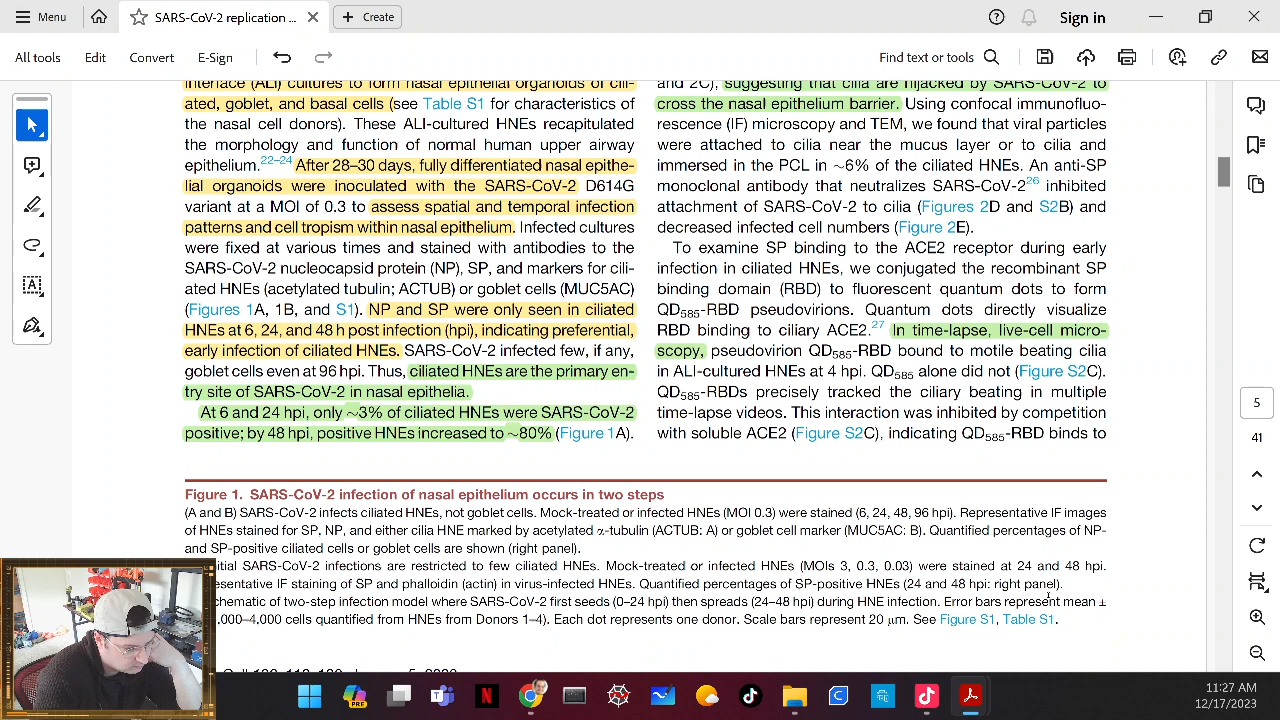 Menu
SARS-CoV-2 replication ...
Create
Sign in
All tools
Edit
Convert
E-Sign
Find text or tools
interface (ALI) cultures to form nasal epithelial organoids of cili-
ated, goblet, and basal cells (see Table S1 for characteristics of
the nasal cell donors). These ALI-cultured HNEs recapitulated
the morphology and function of normal human upper airway
epithelium.22–24 After 28–30 days, fully differentiated nasal epithe-
lial organoids were inoculated with the SARS-CoV-2 D614G
variant at a MOI of 0.3 to assess spatial and temporal infection
patterns and cell tropism within nasal epithelium. Infected cultures
were fixed at various times and stained with antibodies to the
SARS-CoV-2 nucleocapsid protein (NP), SP, and markers for cili-
ated HNEs (acetylated tubulin; ACTUB) or goblet cells (MUC5AC)
(Figures 1A, 1B, and S1). NP and SP were only seen in ciliated
HNEs at 6, 24, and 48 h post infection (hpi), indicating preferential,
early infection of ciliated HNEs. SARS-CoV-2 infected few, if any,
goblet cells even at 96 hpi. Thus, ciliated HNEs are the primary en-
try site of SARS-CoV-2 in nasal epithelia.
At 6 and 24 hpi, only ~3% of ciliated HNEs were SARS-CoV-2
positive; by 48 hpi, positive HNEs increased to ~80% (Figure 1A).
and 2C), suggesting that cilia are hijacked by SARS-CoV-2 to
cross the nasal epithelium barrier. Using confocal immunofluo-
rescence (IF) microscopy and TEM, we found that viral particles
were attached to cilia near the mucus layer or to cilia and
immersed in the PCL in ~6% of the ciliated HNEs. An anti-SP
monoclonal antibody that neutralizes SARS-CoV-226 inhibited
attachment of SARS-CoV-2 to cilia (Figures 2D and S2B) and
decreased infected cell numbers (Figure 2E).
To examine SP binding to the ACE2 receptor during early
infection in ciliated HNEs, we conjugated the recombinant SP
binding domain (RBD) to fluorescent quantum dots to form
QD585-RBD pseudovirions. Quantum dots directly visualize
RBD binding to ciliary ACE2.27 In time-lapse, live-cell micro-
scopy, pseudovirion QD585-RBD bound to motile beating cilia
in ALI-cultured HNEs at 4 hpi. QD585 alone did not (Figure S2C).
QD585-RBDs precisely tracked the ciliary beating in multiple
time-lapse videos. This interaction was inhibited by competition
with soluble ACE2 (Figure S2C), indicating QD585-RBD binds to
Figure 1. SARS-CoV-2 infection of nasal epithelium occurs in two steps
(A and B) SARS-CoV-2 infects ciliated HNEs, not goblet cells. Mock-treated or infected HNEs (MOI 0.3) were stained (6, 24, 48, 96 hpi). Representative IF images
of HNEs stained for SP, NP, and either cilia HNE marked by acetylated α-tubulin (ACTUB: A) or goblet cell marker (MUC5AC: B). Quantified percentages of NP-
and SP-positive ciliated cells or goblet cells are shown (right panel).
itial SARS-CoV-2 infections are restricted to few ciliated HNEs. Mock-treated or infected HNEs (MOIs 3, 0.3, 0.03) were stained at 24 and 48 hpi.
esentative IF staining of SP and phalloidin (actin) in virus-infected HNEs. Quantified percentages of SP-positive HNEs (24 and 48 hpi: right panel).
chematic of two-step infection model where SARS-CoV-2 first seeds (0–24 hpi) then spreads (24–48 hpi) during HNE infection. Error bars represent mean ±
,000–4,000 cells quantified from HNEs from Donors 1–4). Each dot represents one donor. Scale bars represent 20 μm. See Figure S1, Table S1.
5
41
PRE
11:27 AM
12/17/2023